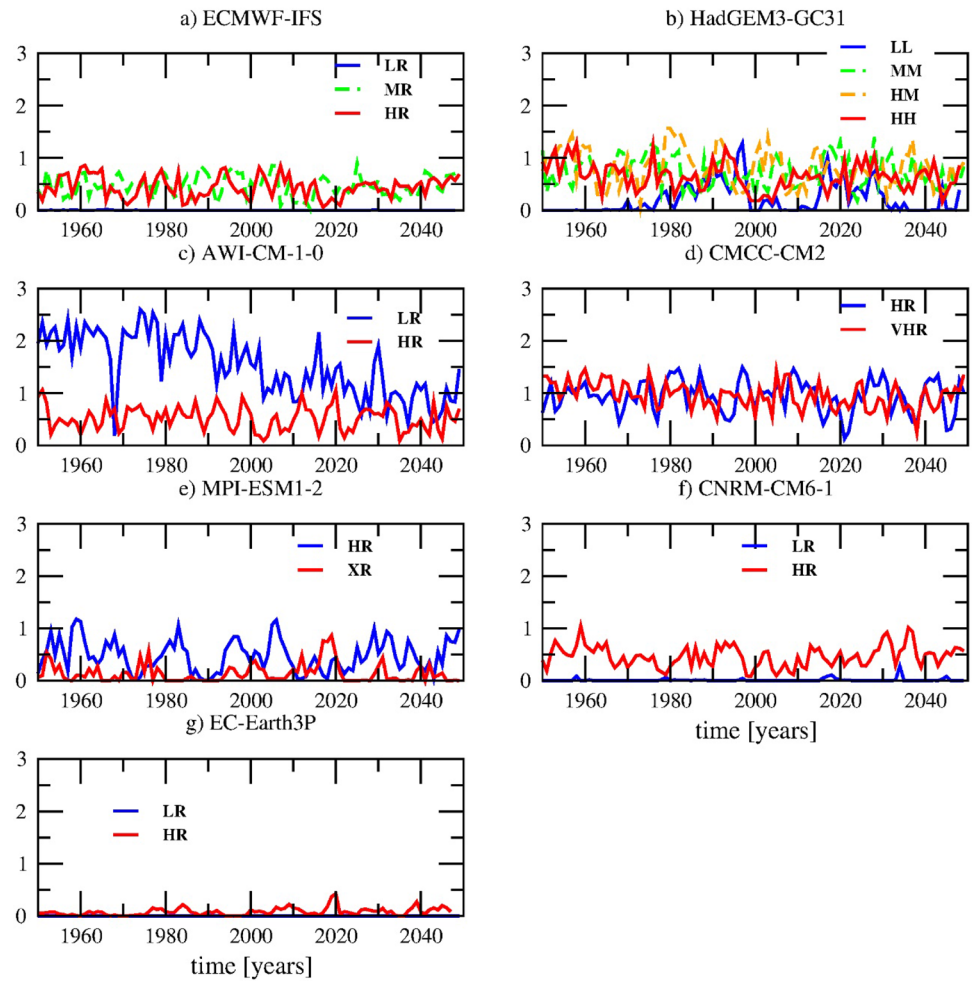 a) ECMWF-IFS
3
2
1
0
LR
MR
HR
1960 1980 2000 2020 2040
b) HadGEM3-GC31
3
2
1
0
LL
MM
HM
HH
1960 1980 2000 2020 2040
c) AWI-CM-1-0
3
2
1
0
LR
HR
1960 1980 2000 2020 2040
d) CMCC-CM2
3
2
1
0
HR
VHR
1960 1980 2000 2020 2040
e) MPI-ESM1-2
3
2
1
0
HR
XR
1960 1980 2000 2020 2040
f) CNRM-CM6-1
3
2
1
0
LR
HR
1960 1980 2000 2020 2040
time [years]
g) EC-Earth3P
3
2
1
0
LR
HR
1960 1980 2000 2020 2040
time [years]